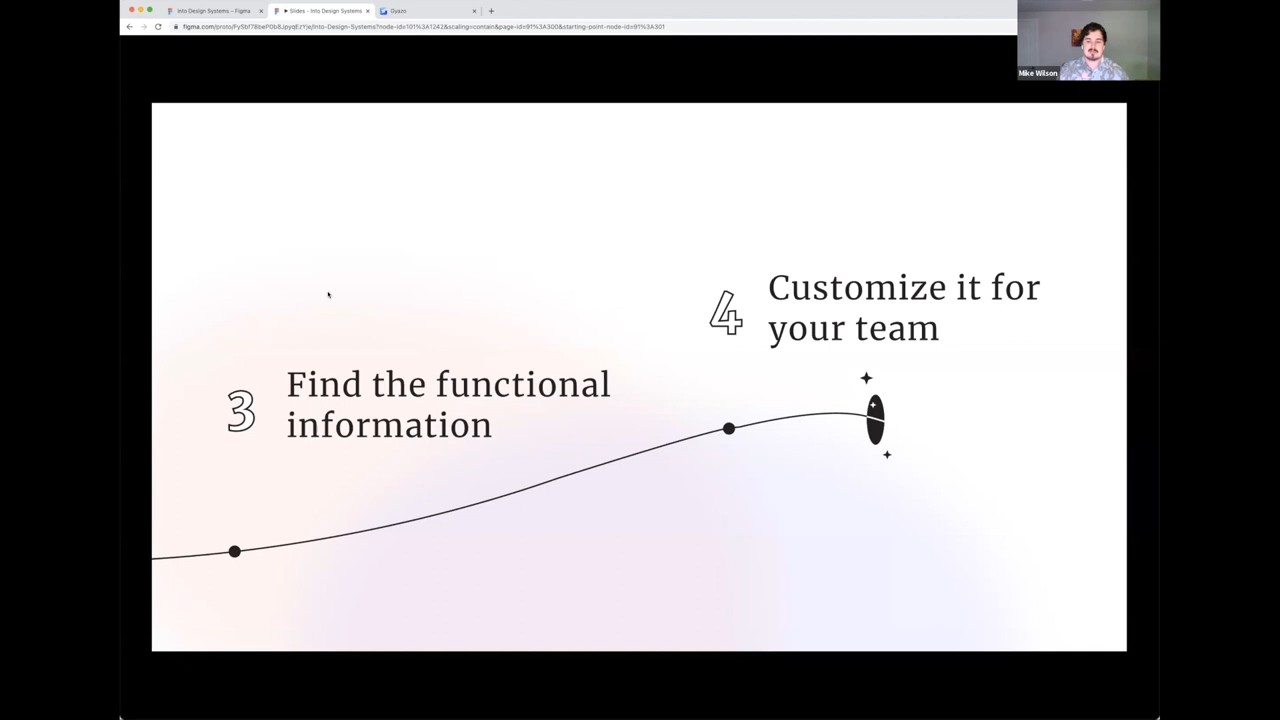 Into Design Systems – Figma
Slides - Into Design Systems
Gyazo
Mike Wilson
4
Customize it for
your team
3
Find the functional
information